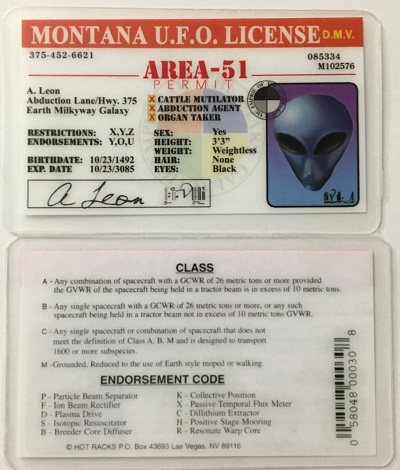 MONTANA U.F.O. LICENSE D.M.V.
375-452-6621
085334
M102576
AREA-51
PERMIT
A. Leon
Abduction Lane/Hwy. 375
Earth Milkyway Galaxy
X CATTLE MUTILATOR
X ABDUCTION AGENT
X ORGAN TAKER
RESTRICTIONS: X,Y,Z
ENDORSEMENTS: Y,O,U
SEX: Yes
HEIGHT: 3'3"
WEIGHT: Weightless
HAIR: None
EYES: Black
BIRTHDATE: 10/23/1492
EXP. DATE 10/23/3085
A Leon
CLASS
A - Any combination of spacecraft with a GCWR of 26 metric tons or more provided
the GVWR of the spacecraft being held in a tractor beam is in excess of 10 metric tons.
B - Any single spacecraft with a GCWR of 26 metric tons or more, or any such
spacecraft being held in a tractor beam not in excess of 10 metric tons GVWR.
C - Any single spacecraft or combination of spacecraft that does not
meet the definition of Class A, B, M and is designed to transport
1600 or more subspecies.
M -Grounded, Reduced to the use of Earth style moped or walking.
ENDORSEMENT CODE
P - Particle Beam Separator
F - Ion Beam Rectifier
D - Plasma Drive
S - Isotopic Resuscitator
B - Breeder Core Diffuser
K - Collective Position
X - Passive Temporal Flux Meter
C - Dillithium Extractor
H - Positive Stage Mooring
R - Resonate Warp Core
© HOT RACKS P.O. Box 43693 Las Vegas, NV 89116
0 58048 00030 8